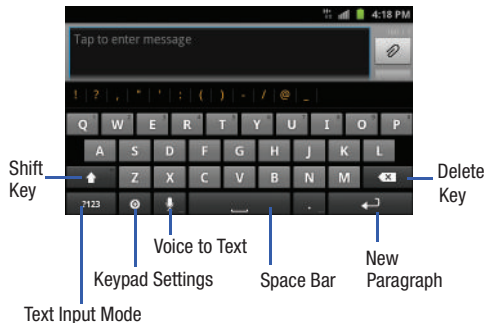 4:18 PM
Tap to enter message
! ? , " ' : ( ) - / @ _
Q W E R T Y U I O P
A S D F G H J K L
Z X C V B N M
?123 .
Shift
Key
Delete
Key
Voice to Text
New
Paragraph
Keypad Settings
Space Bar
Text Input Mode